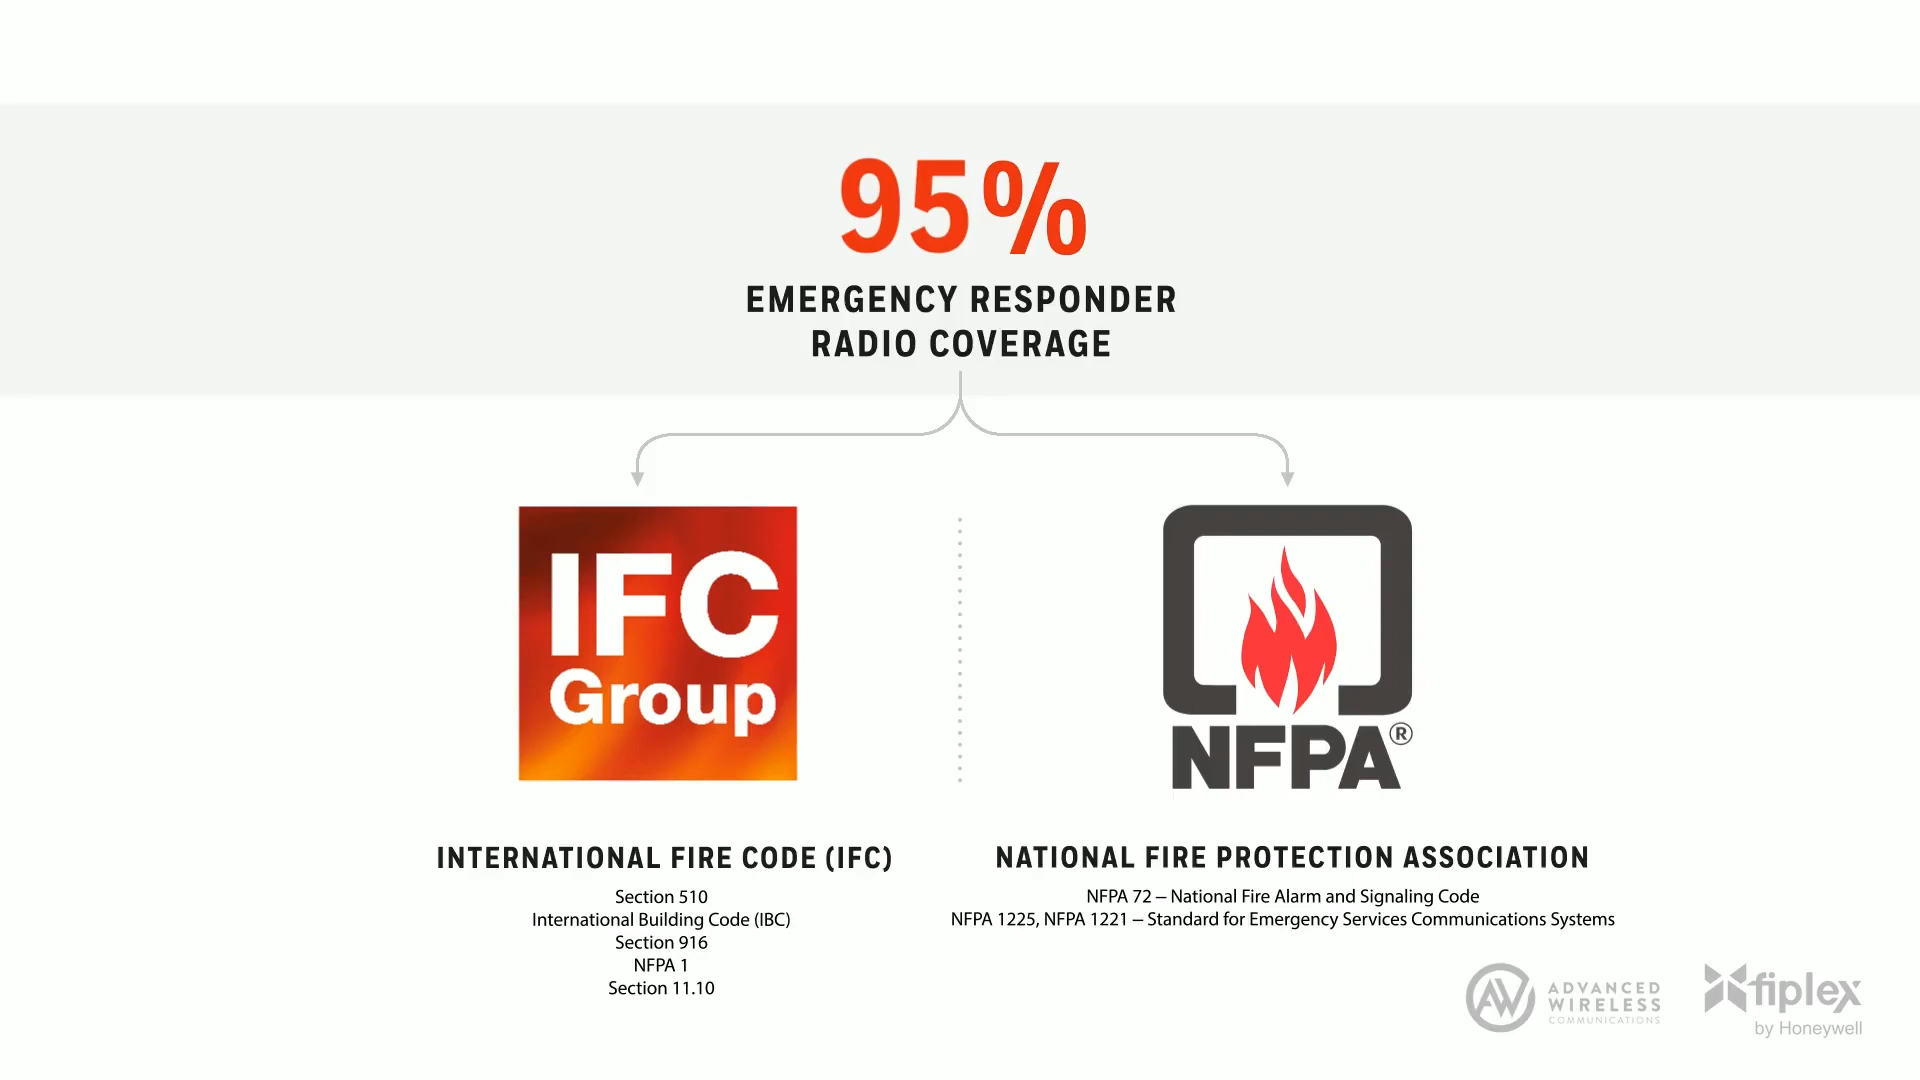 95%
EMERGENCY RESPONDER
RADIO COVERAGE
IFC
Group
NFPA®
INTERNATIONAL FIRE CODE (IFC)
Section 510
International Building Code (IBC)
Section 916
NFPA 1
Section 11.10
NATIONAL FIRE PROTECTION ASSOCIATION
NFPA 72 – National Fire Alarm and Signaling Code
NFPA 1225, NFPA 1221 – Standard for Emergency Services Communications Systems
AW
ADVANCED
WIRELESS
COMMUNICATIONS
fiplex
by Honeywell